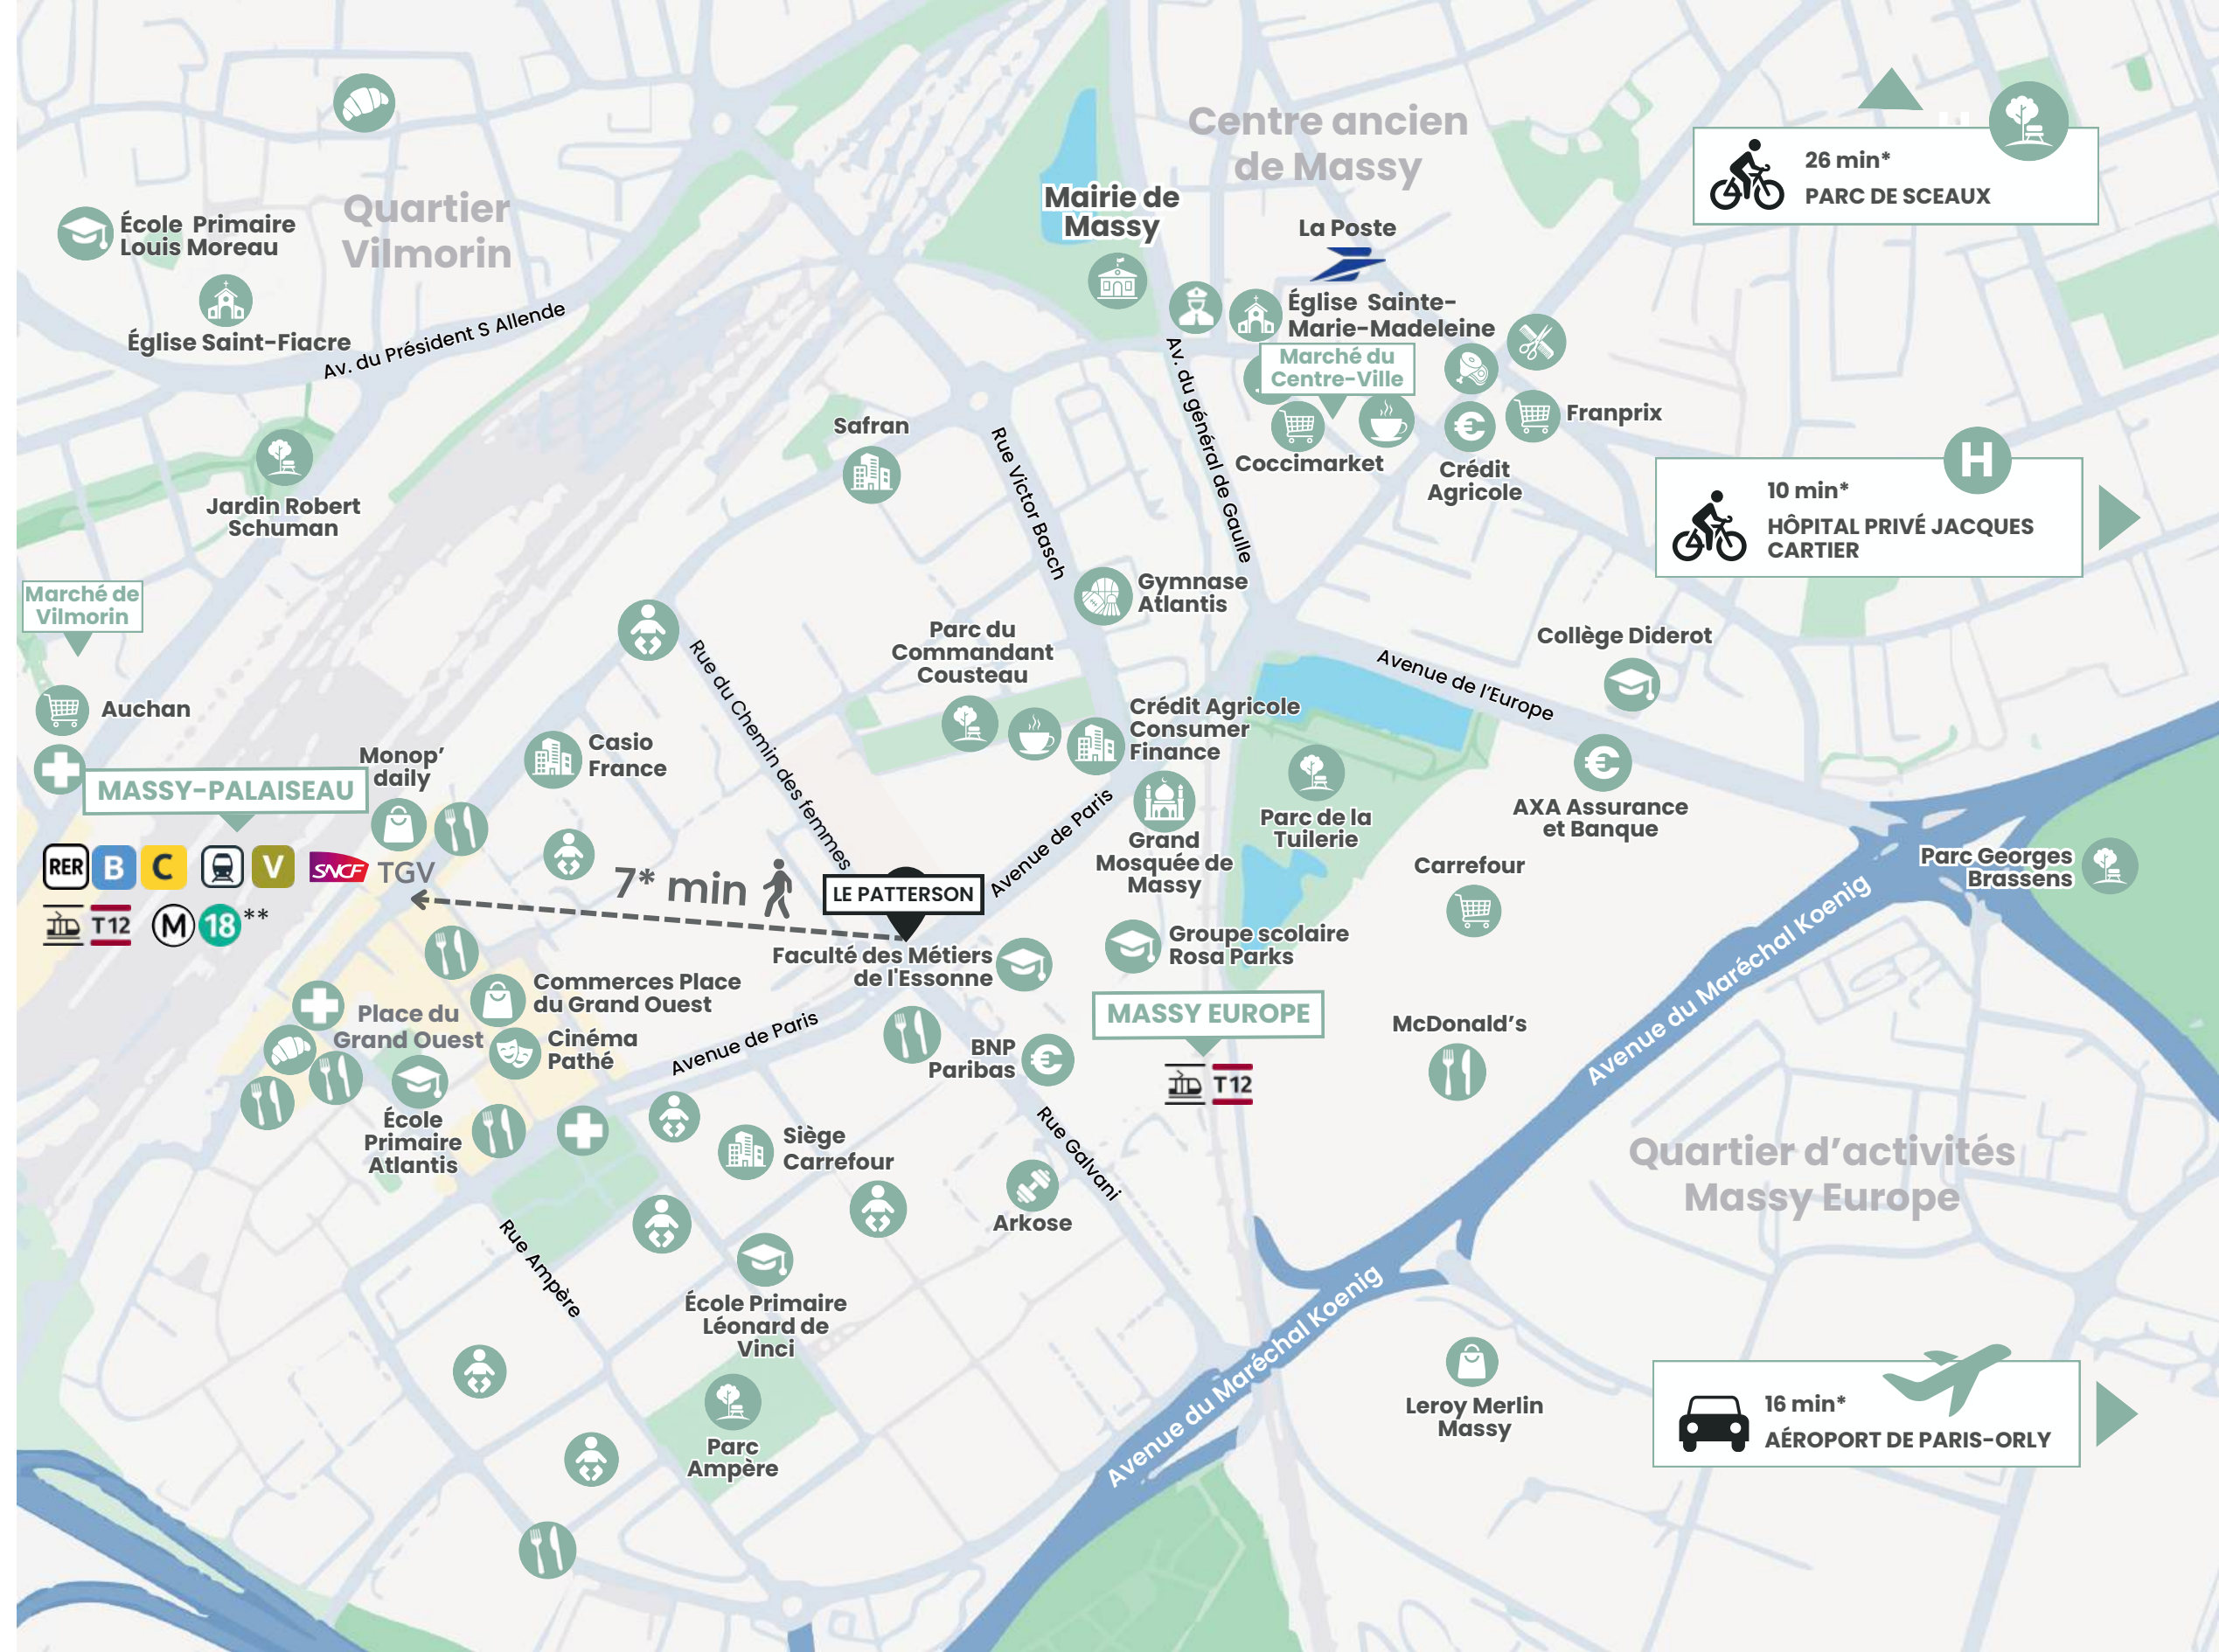 Centre ancien
de Massy
26 min*
PARC DE SCEAUX
Quartier
Vilmorin
École Primaire
Louis Moreau
Église Saint-Fiacre
Av. du Président S Allende
Mairie de
Massy
La Poste
Église Sainte-
Marie-Madeleine
Marché du
Centre-Ville
Av. du général de Gaulle
Franprix
Coccimarket
Crédit
Agricole
Safran
Rue Victor Basch
H
10 min*
HÔPITAL PRIVÉ JACQUES
CARTIER
Jardin Robert
Schuman
Marché de
Vilmorin
Gymnase
Atlantis
Parc du
Commandant
Cousteau
Collège Diderot
Avenue de l'Europe
Rue du Chemin des femmes
Auchan
Monop'
daily
Casio
France
Crédit Agricole
Consumer
Finance
MASSY-PALAISEAU
RER B C V SNCF TGV
T12 M 18**
Avenue de Paris
Grand
Mosquée de
Massy
Parc de la
Tuilerie
€
AXA Assurance
et Banque
Carrefour
Parc Georges
Brassens
7* min
LE PATTERSON
Faculté des Métiers
de l'Essonne
Groupe scolaire
Rosa Parks
Avenue du Maréchal Koenig
Commerces Place
du Grand Ouest
Place du
Grand Ouest
Cinéma
Pathé
Avenue de Paris
BNP
Paribas
€
MASSY EUROPE
T12
McDonald's
École
Primaire
Atlantis
Siège
Carrefour
Rue Galvani
Arkose
Quartier d'activités
Massy Europe
Rue Ampère
École Primaire
Léonard de
Vinci
Avenue du Maréchal Koenig
Leroy Merlin
Massy
Parc
Ampère
16 min*
AÉROPORT DE PARIS-ORLY
€